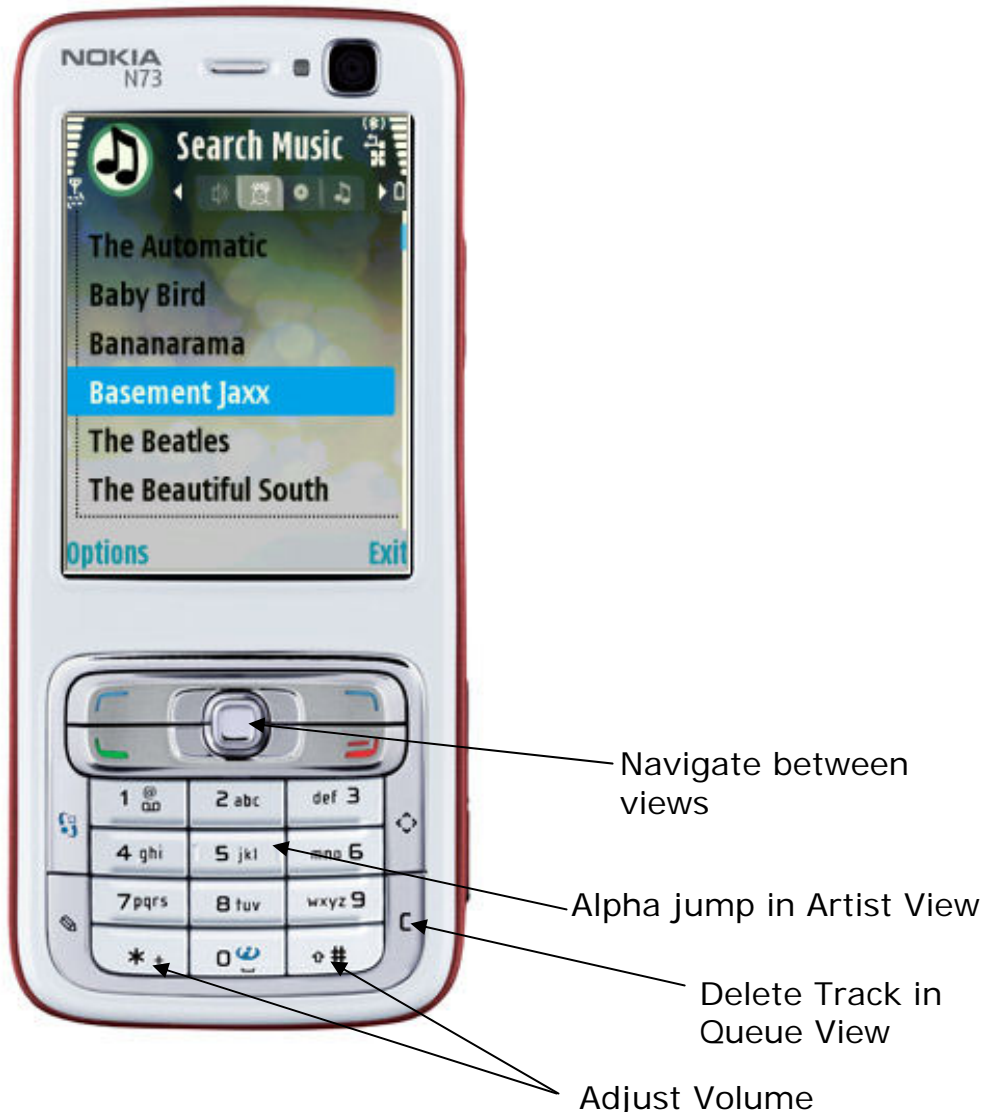 NOKIA
N73
Search Music
The Automatic
Baby Bird
Bananarama
Basement Jaxx
The Beatles
The Beautiful South
Options
Exit
Navigate between
views
1 @
2 abc
def 3
4 ghi
5 jkl
mno 6
Alpha jump in Artist View
7pqrs
8 tuv
wxyz 9
C
* +
0
#
Delete Track in
Queue View
Adjust Volume